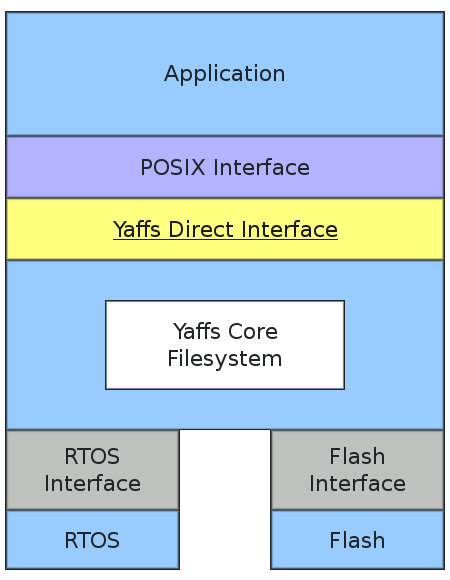 Application
POSIX Interface
Yaffs Direct Interface
Yaffs Core
Filesystem
RTOS
Interface
Flash
Interface
RTOS
Flash